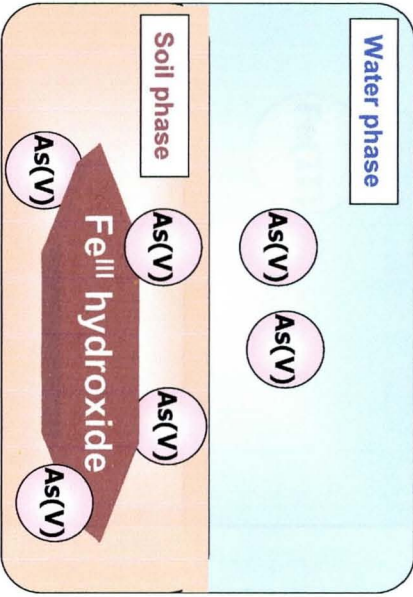 Water phase
As(V)
As(V)
Soil phase
As(V)
As(V)
Fe^III hydroxide
As(V)
As(V)